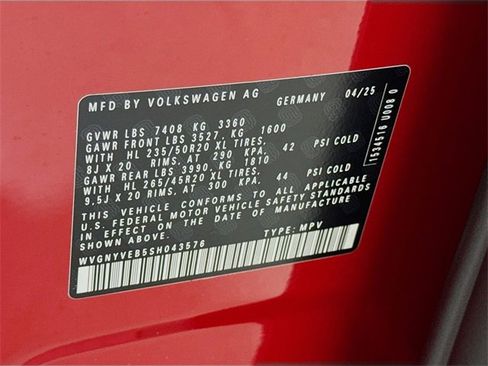 MFD BY VOLKSWAGEN AG GERMANY 04/25
GVWR LBS 7408 KG 3360
GAWR FRONT LBS 3527, KG 1600
WITH HL 235/50R20 XL TIRES,
8J X 20 RIMS, AT 290 KPA, 42 PSI COLD
GAWR REAR LBS 3990, KG 1810
WITH HL 265/45R20 XL TIRES,
9.5J X 20 RIMS, AT 300 KPA, 44 PSI COLD
THIS VEHICLE CONFORMS TO ALL APPLICABLE
U.S. FEDERAL MOTOR VEHICLE SAFETY STANDARDS
SHOWN ABOVE.
IN EFFECT ON THE DATE OF MANUFACTURE
WVGNYVEB5SH043576 TYPE: MPV
1534516 U008 0